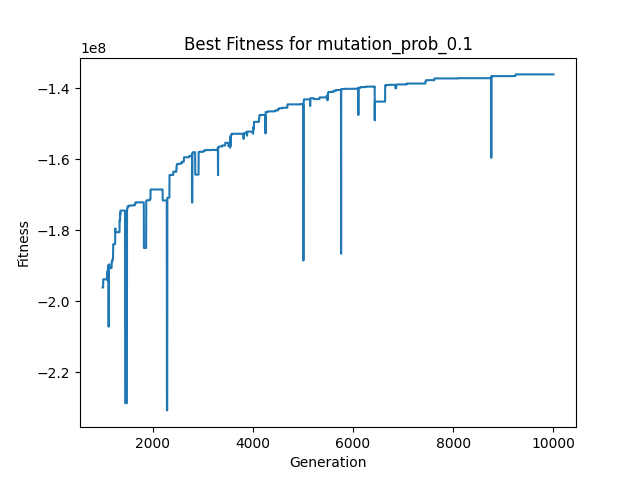 Best Fitness for mutation_prob_0.1
1e8
−1.4
−1.6
−1.8
−2.0
−2.2
Fitness
2000 4000 6000 8000 10000
Generation